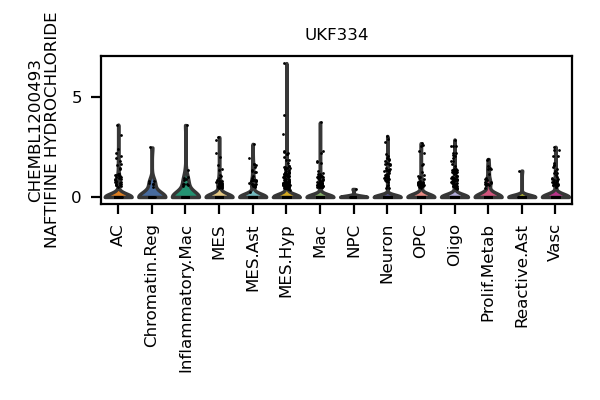 UKF334
CHEMBL1200493
NAFTIFINE HYDROCHLORIDE
5
0
AC
Chromatin.Reg
Inflammatory.Mac
MES
MES.Ast
MES.Hyp
Mac
NPC
Neuron
OPC
Oligo
Prolif.Metab
Reactive.Ast
Vasc